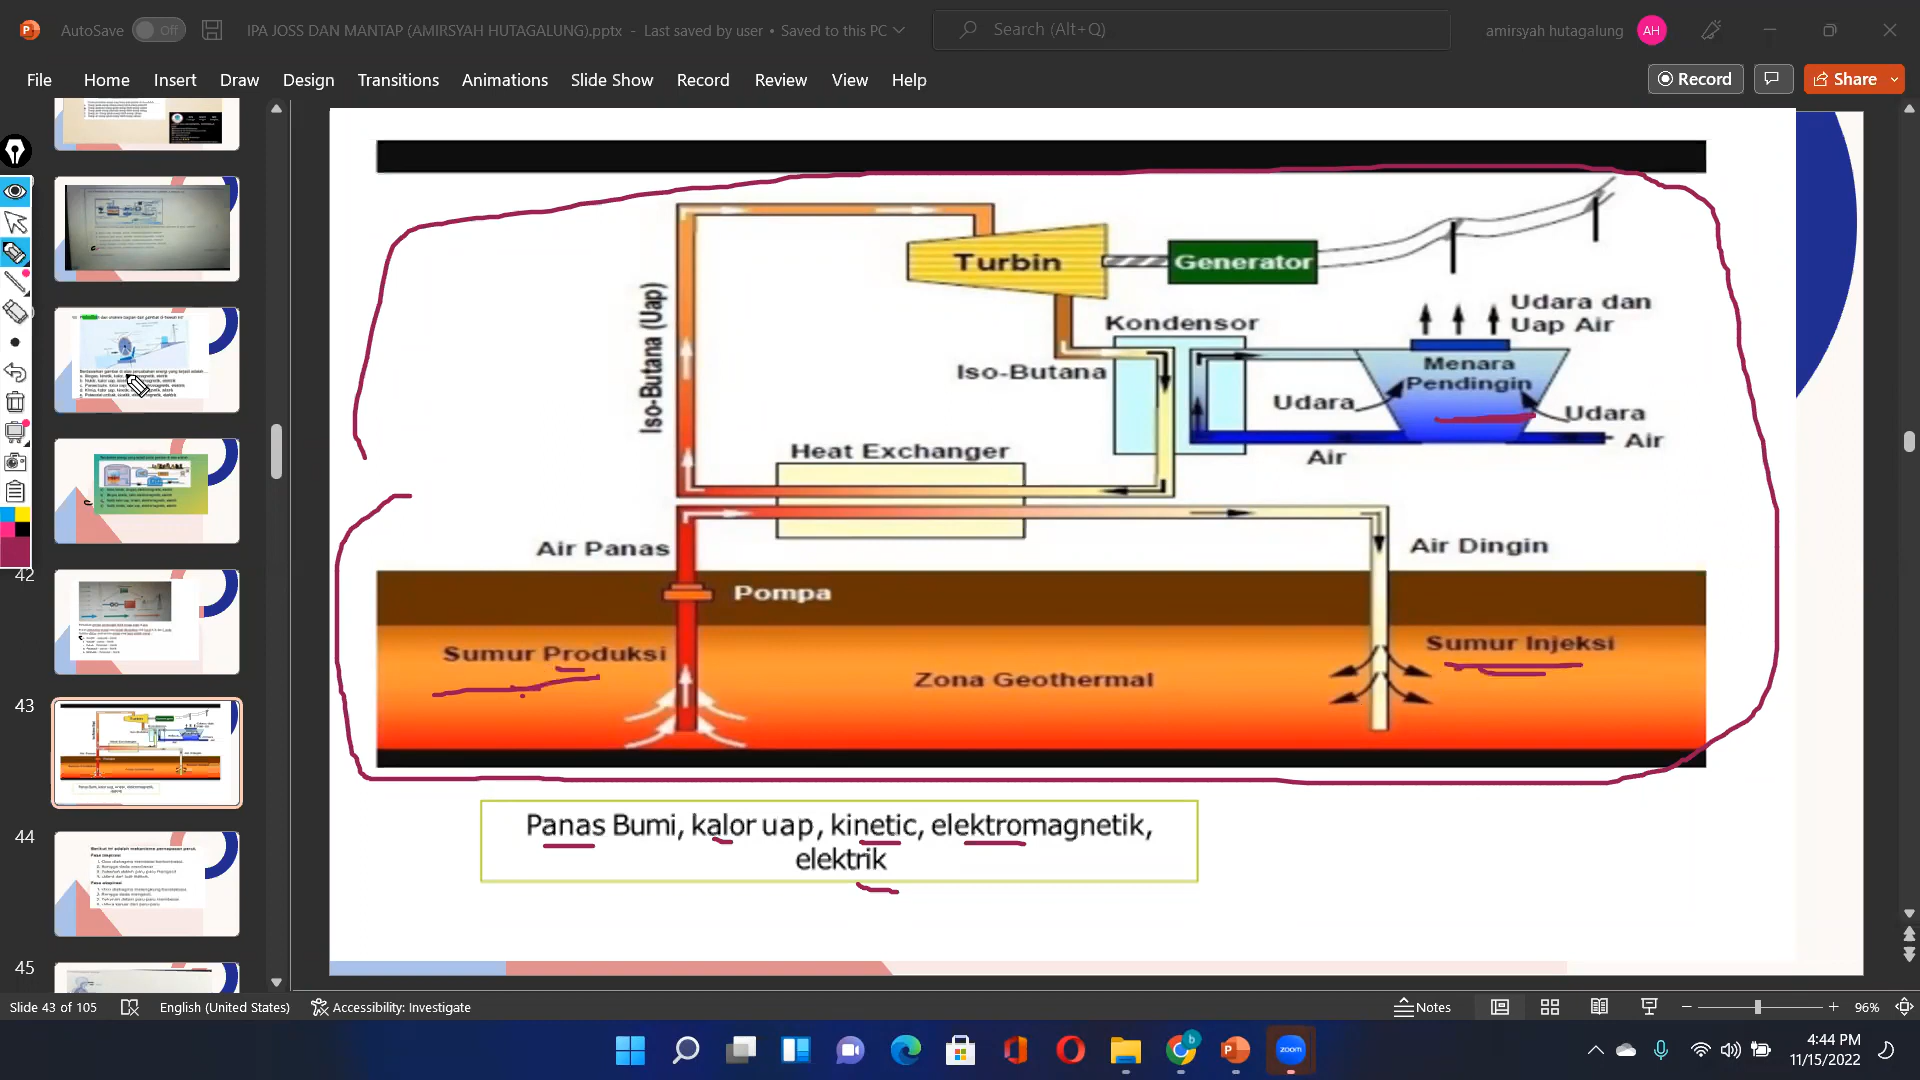 AutoSave
Off
IPA JOSS DAN MANTAP (AMIRSYAH HUTAGALUNG).pptx - Last saved by user • Saved to this PC
Search (Alt+Q)
amirsyah hutagalung
AH
File Home Insert Draw Design Transitions Animations Slide Show Record Review View Help
Record
Share
Turbin
Generator
Iso-Butana (Uap)
Kondensor
Udara dan
Uap Air
Iso-Butana
Menara
Pendingin
Udara
Udara
Air
Air
Heat Exchanger
Air Panas
Air Dingin
Pompa
Sumur Produksi
Sumur Injeksi
Zona Geothermal
Panas Bumi, kalor uap, kinetic, elektromagnetik,
elektrik
42
43
44
45
Slide 43 of 105
English (United States)
Accessibility: Investigate
Notes
96%
zoom
4:44 PM
11/15/2022